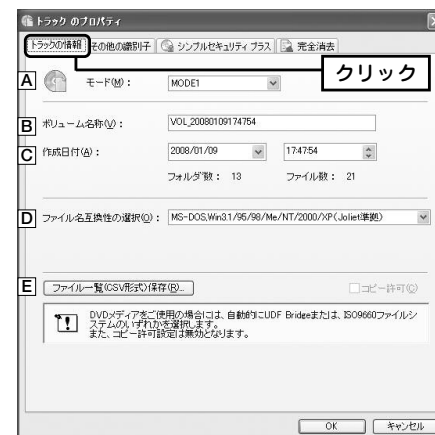 トラック のプロパティ
トラックの情報 その他の識別子 シンプルセキュリティ プラス 完全消去
クリック
A モード(M)： MODE1
B ボリューム名称(V)： VOL_20080109174754
C 作成日付(A)： 2008/01/09 17:47:54
フォルダ数： 13 ファイル数： 21
D ファイル名互換性の選択(O)： MS-DOS,Win3.1/95/98/Me/NT/2000/XP(Joliet準拠)
E ファイル一覧(CSV形式)保存(R)... コピー許可(C)
DVDメディアをご使用の場合には、自動的にUDF Bridgeまたは、ISO9660ファイルシ
ステムのいずれかを選択します。
また、コピー許可設定は無効となります。
OK キャンセル